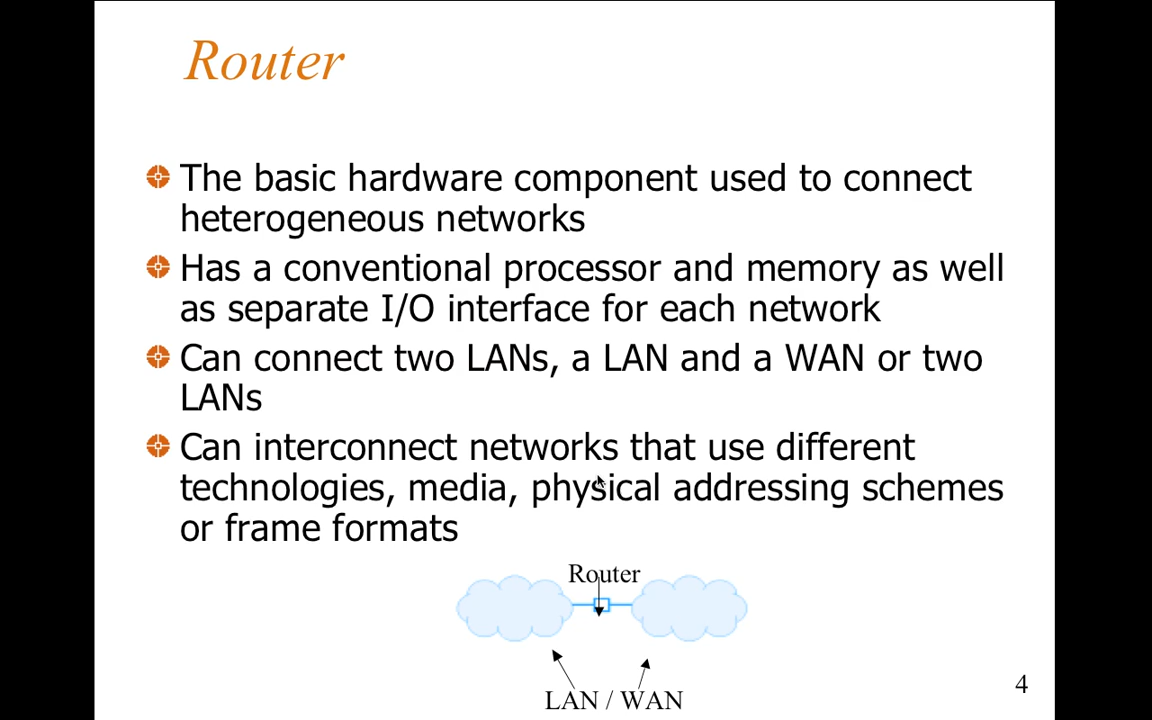 Router
The basic hardware component used to connect
heterogeneous networks
Has a conventional processor and memory as well
as separate I/O interface for each network
Can connect two LANs, a LAN and a WAN or two
LANs
Can interconnect networks that use different
technologies, media, physical addressing schemes
or frame formats
Router
LAN / WAN
4